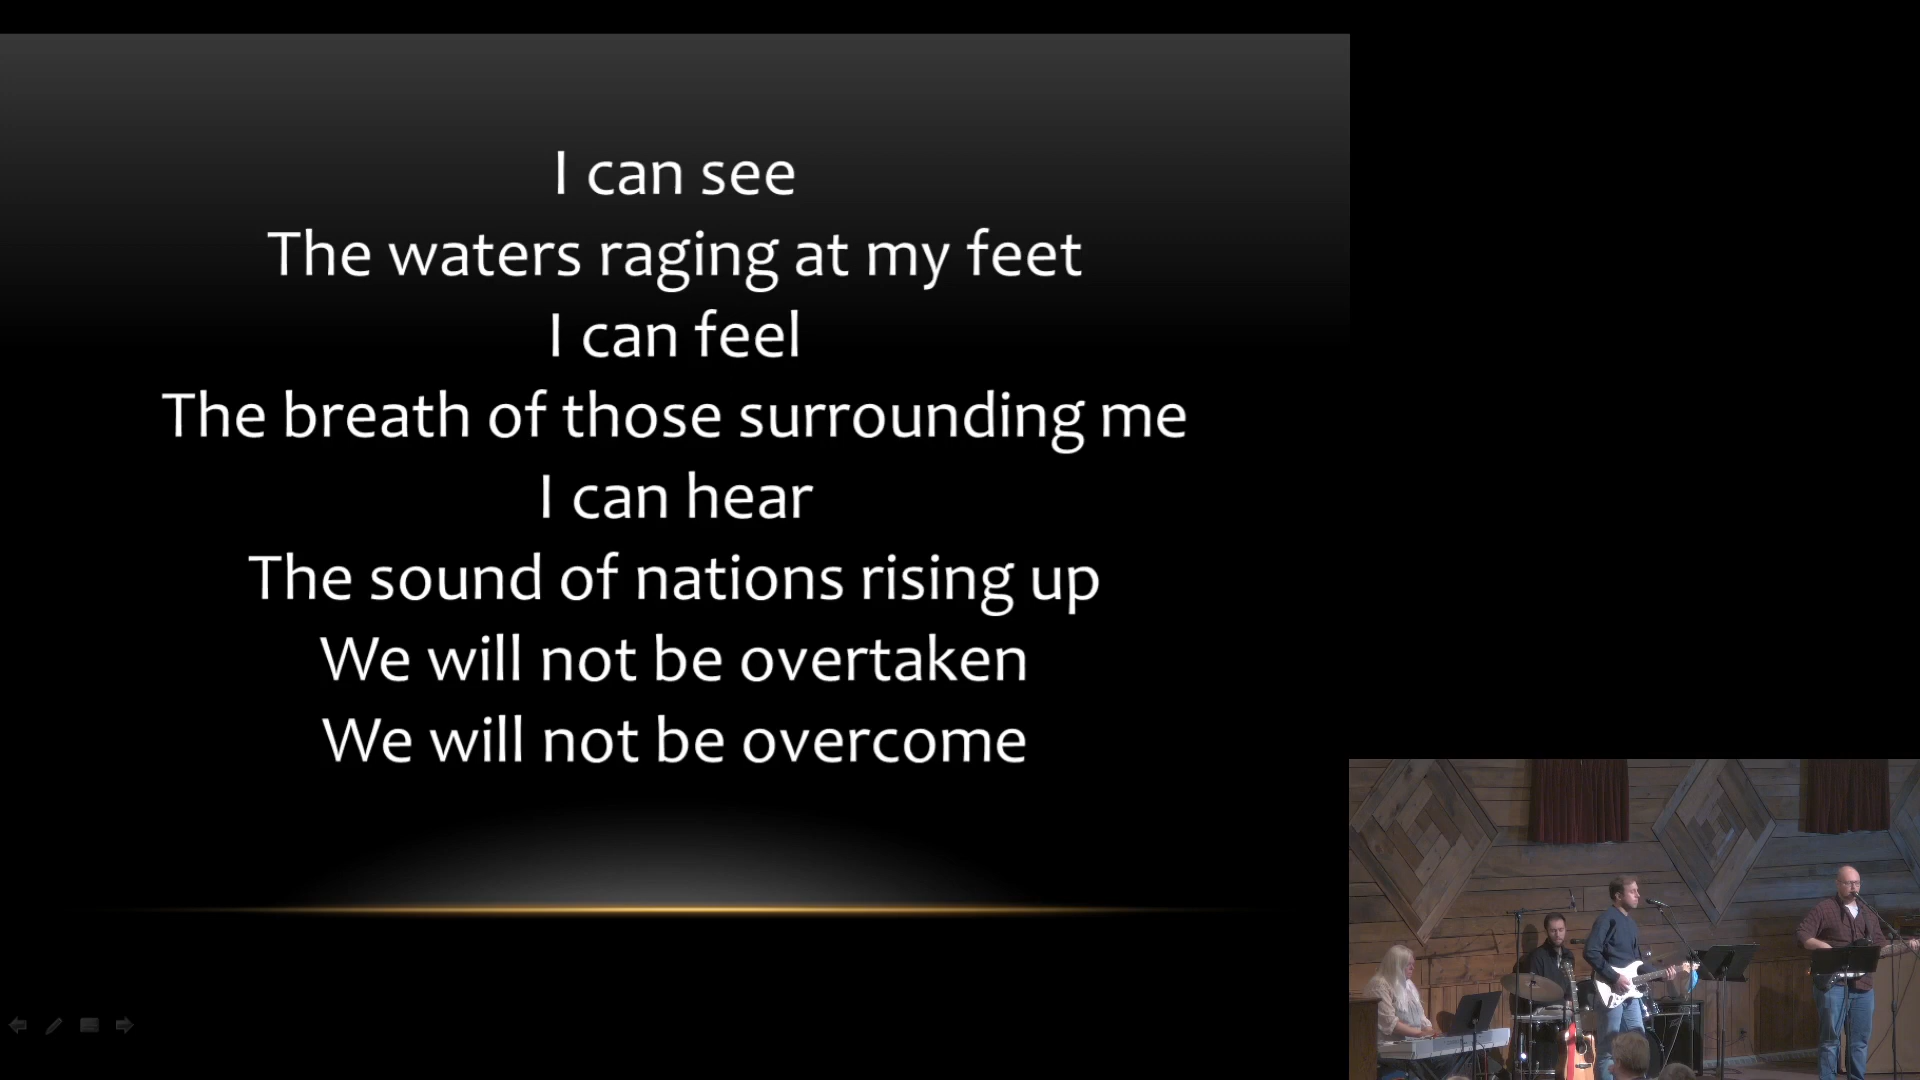 I can see
The waters raging at my feet
I can feel
The breath of those surrounding me
I can hear
The sound of nations rising up
We will not be overtaken
We will not be overcome